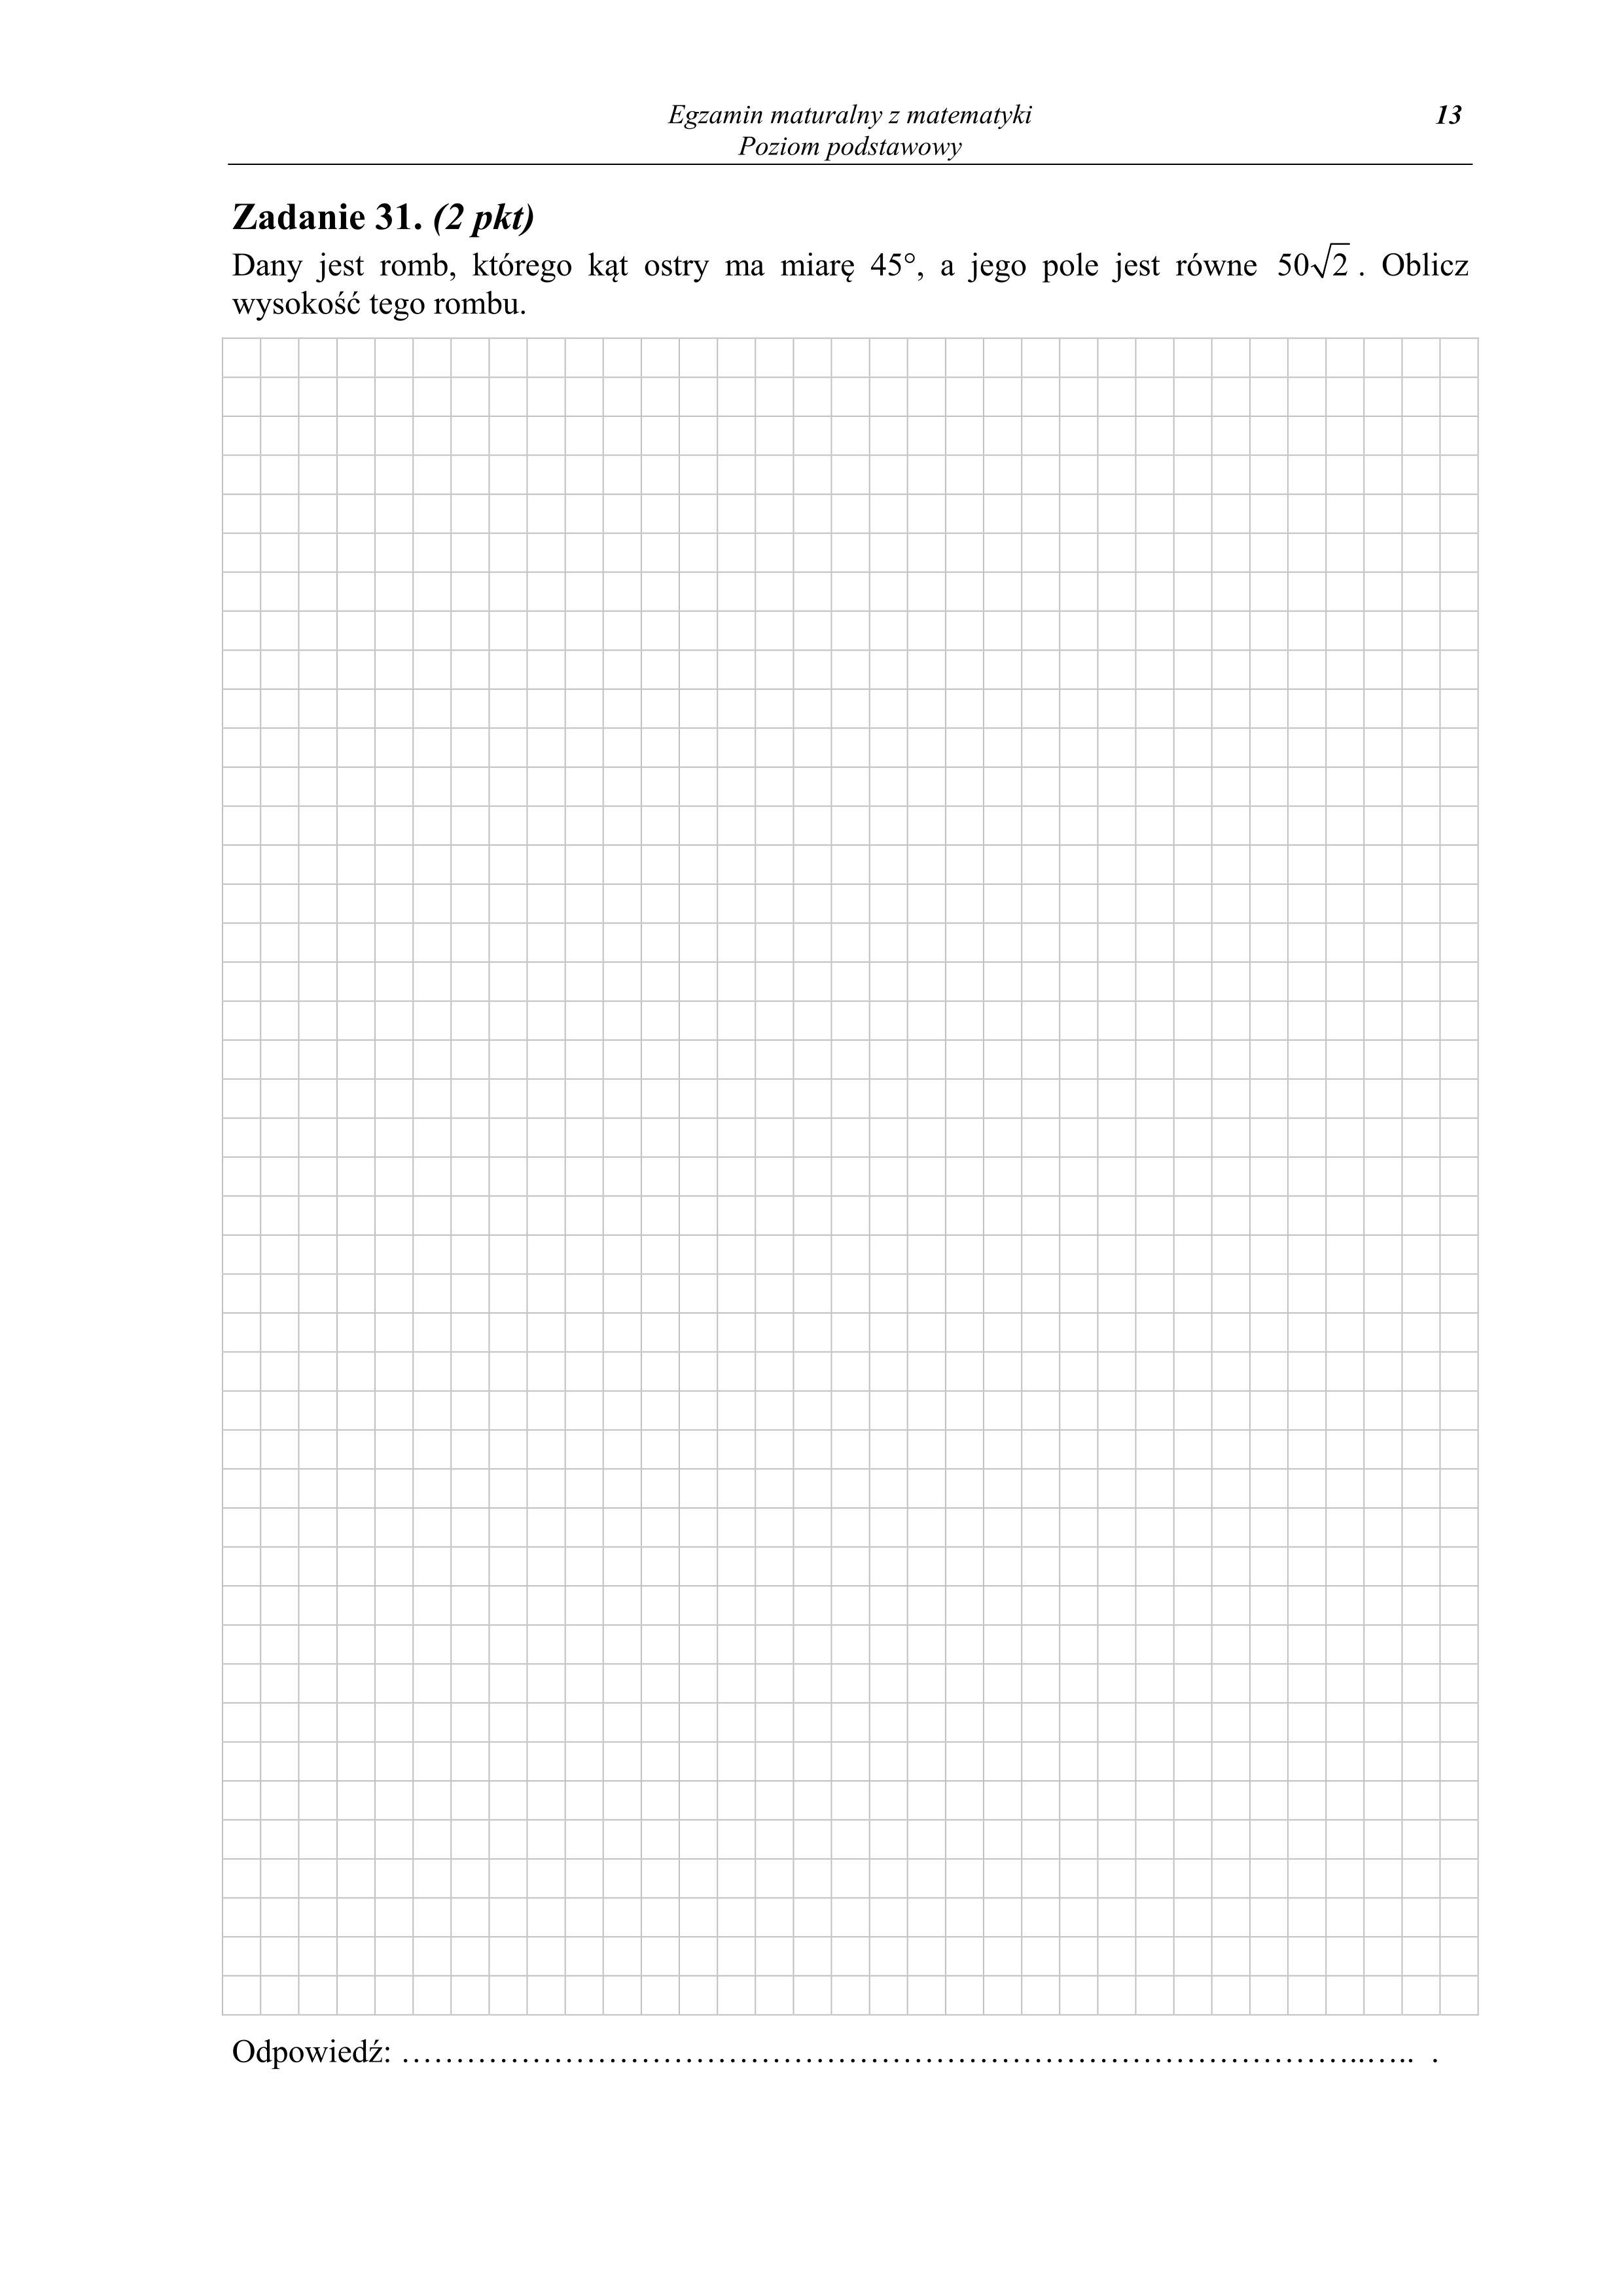 Egzamin maturalny z matematyki
13
Poziom podstawowy
Zadanie 31. (2 pkt)
Dany jest romb, którego kąt ostry ma miarę 45°, a jego pole jest równe 50√2 . Oblicz
wysokość tego rombu.
Odpowiedź: ……………………………………………………………………………...….. .